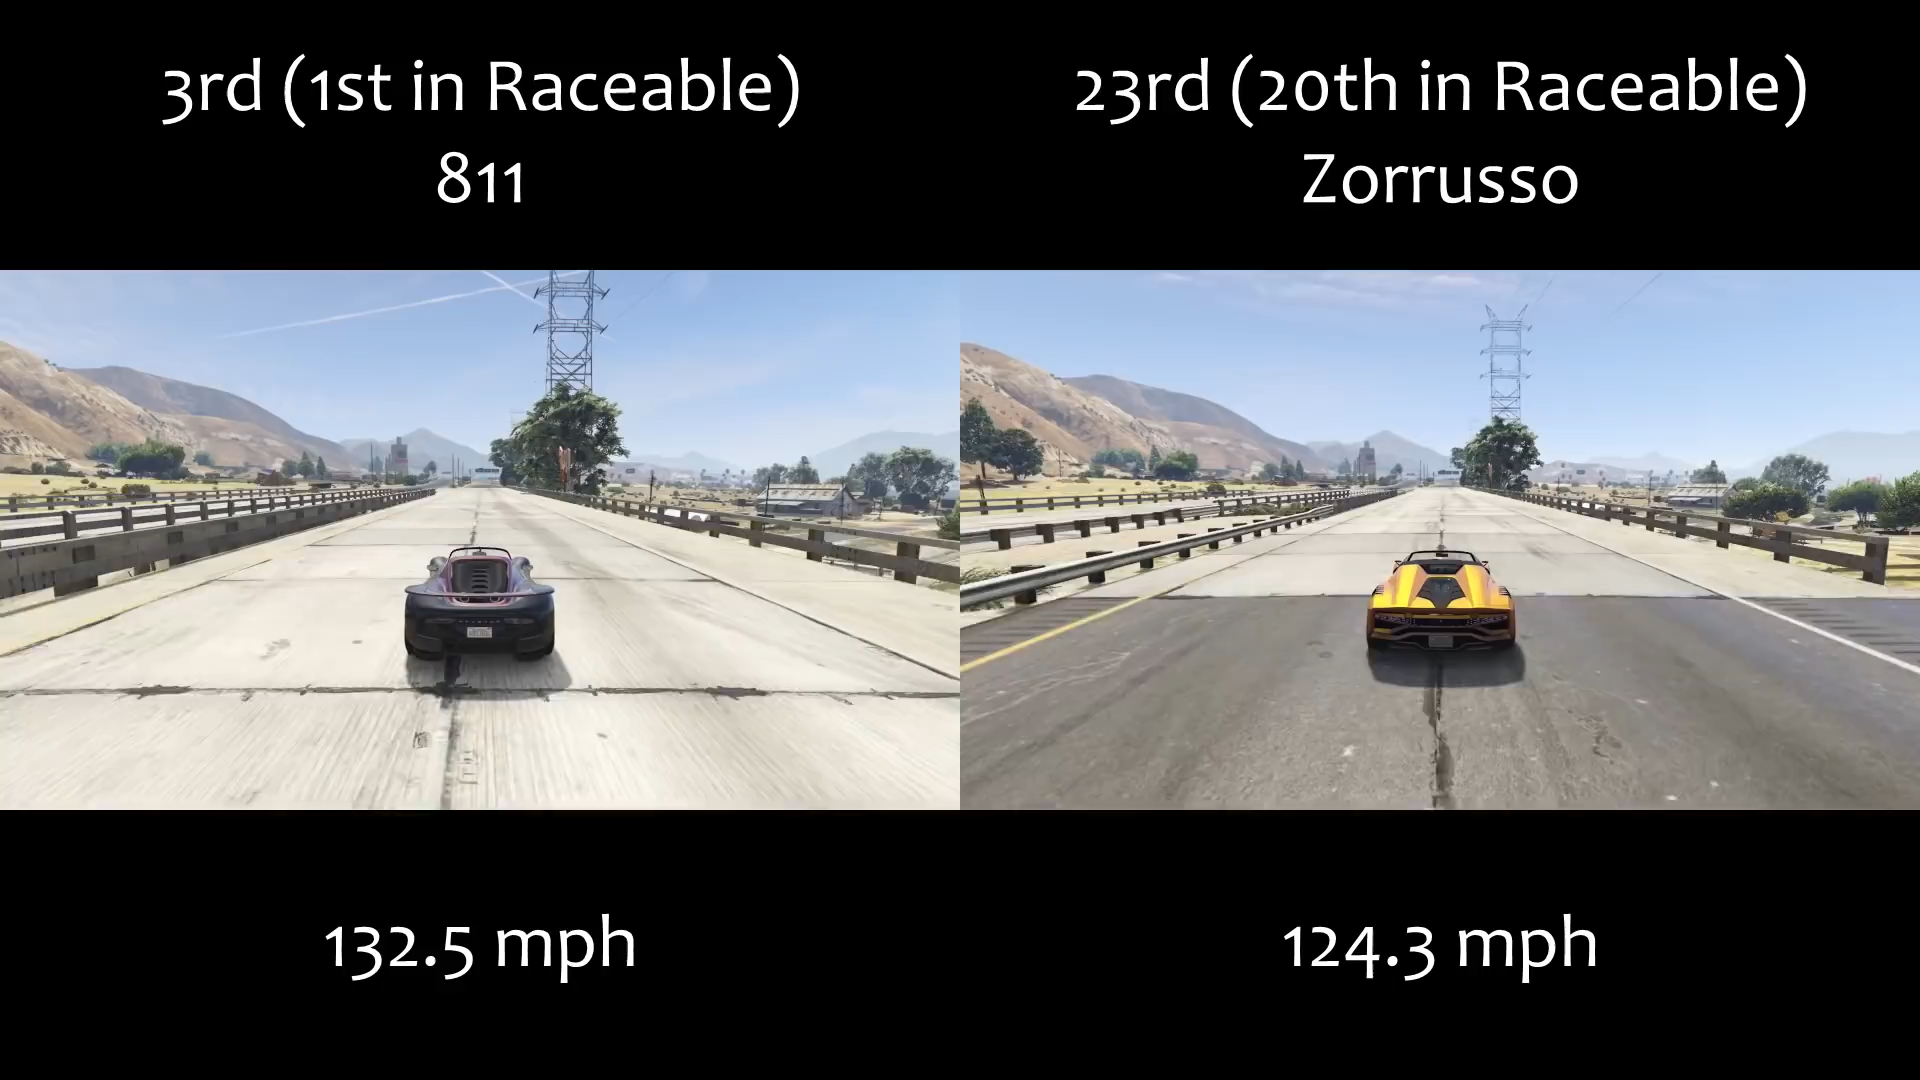 3rd (1st in Raceable)
811
23rd (20th in Raceable)
Zorrusso
132.5 mph
124.3 mph